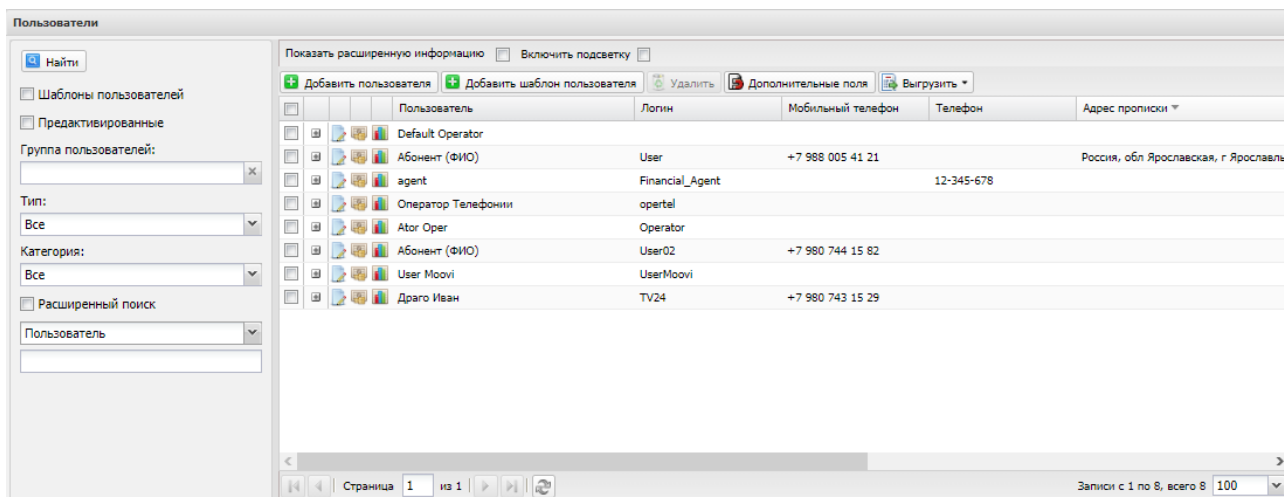 Пользователи
Найти
Шаблоны пользователей
Предактивированные
Группа пользователей:
Тип:
Все
Категория:
Все
Расширенный поиск
Пользователь
Показать расширенную информацию Включить подсветку
Добавить пользователя Добавить шаблон пользователя Удалить Дополнительные поля Выгрузить
Пользователь Логин Мобильный телефон Телефон Адрес прописки
Default Operator
Абонент (ФИО) User +7 988 005 41 21 Россия, обл Ярославская, г Ярославль
agent Financial_Agent 12-345-678
Оператор Телефонии opertel
Ator Oper Operator
Абонент (ФИО) User02 +7 980 744 15 82
User Moovi UserMoovi
Драго Иван TV24 +7 980 743 15 29
Страница 1 из 1 Записи с 1 по 8, всего 8 100